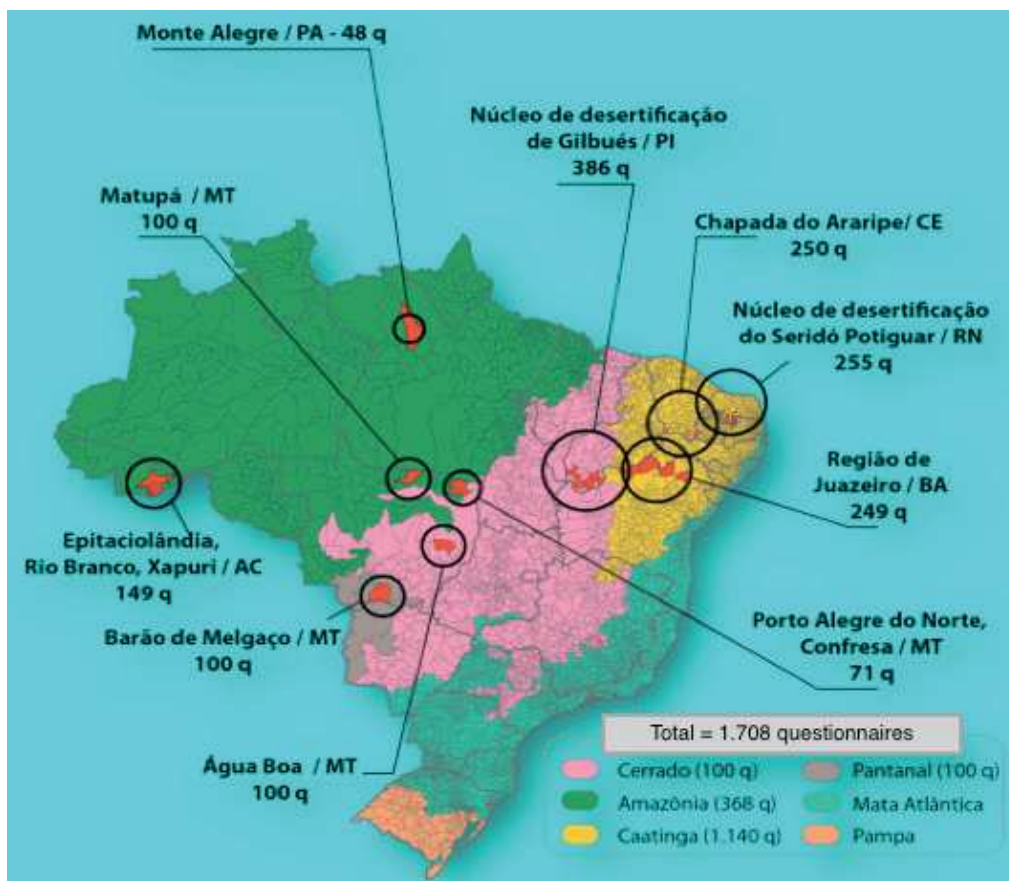 Monte Alegre / PA - 48 q
Núcleo de desertificação
de Gilbués / PI
386 q
Matupá / MT
100 q
Chapada do Araripe/ CE
250 q
Núcleo de desertificação
do Seridó Potiguar / RN
255 q
Região de
Juazeiro / BA
249 q
Epitaciolândia,
Rio Branco, Xapuri / AC
149 q
Barão de Melgaço / MT
100 q
Porto Alegre do Norte,
Confresa / MT
71 q
Água Boa / MT
100 q
Total = 1.708 questionnaires
Cerrado (100 q)
Pantanal (100 q)
Amazônia (368 q)
Mata Atlântica
Caatinga (1.140 q)
Pampa